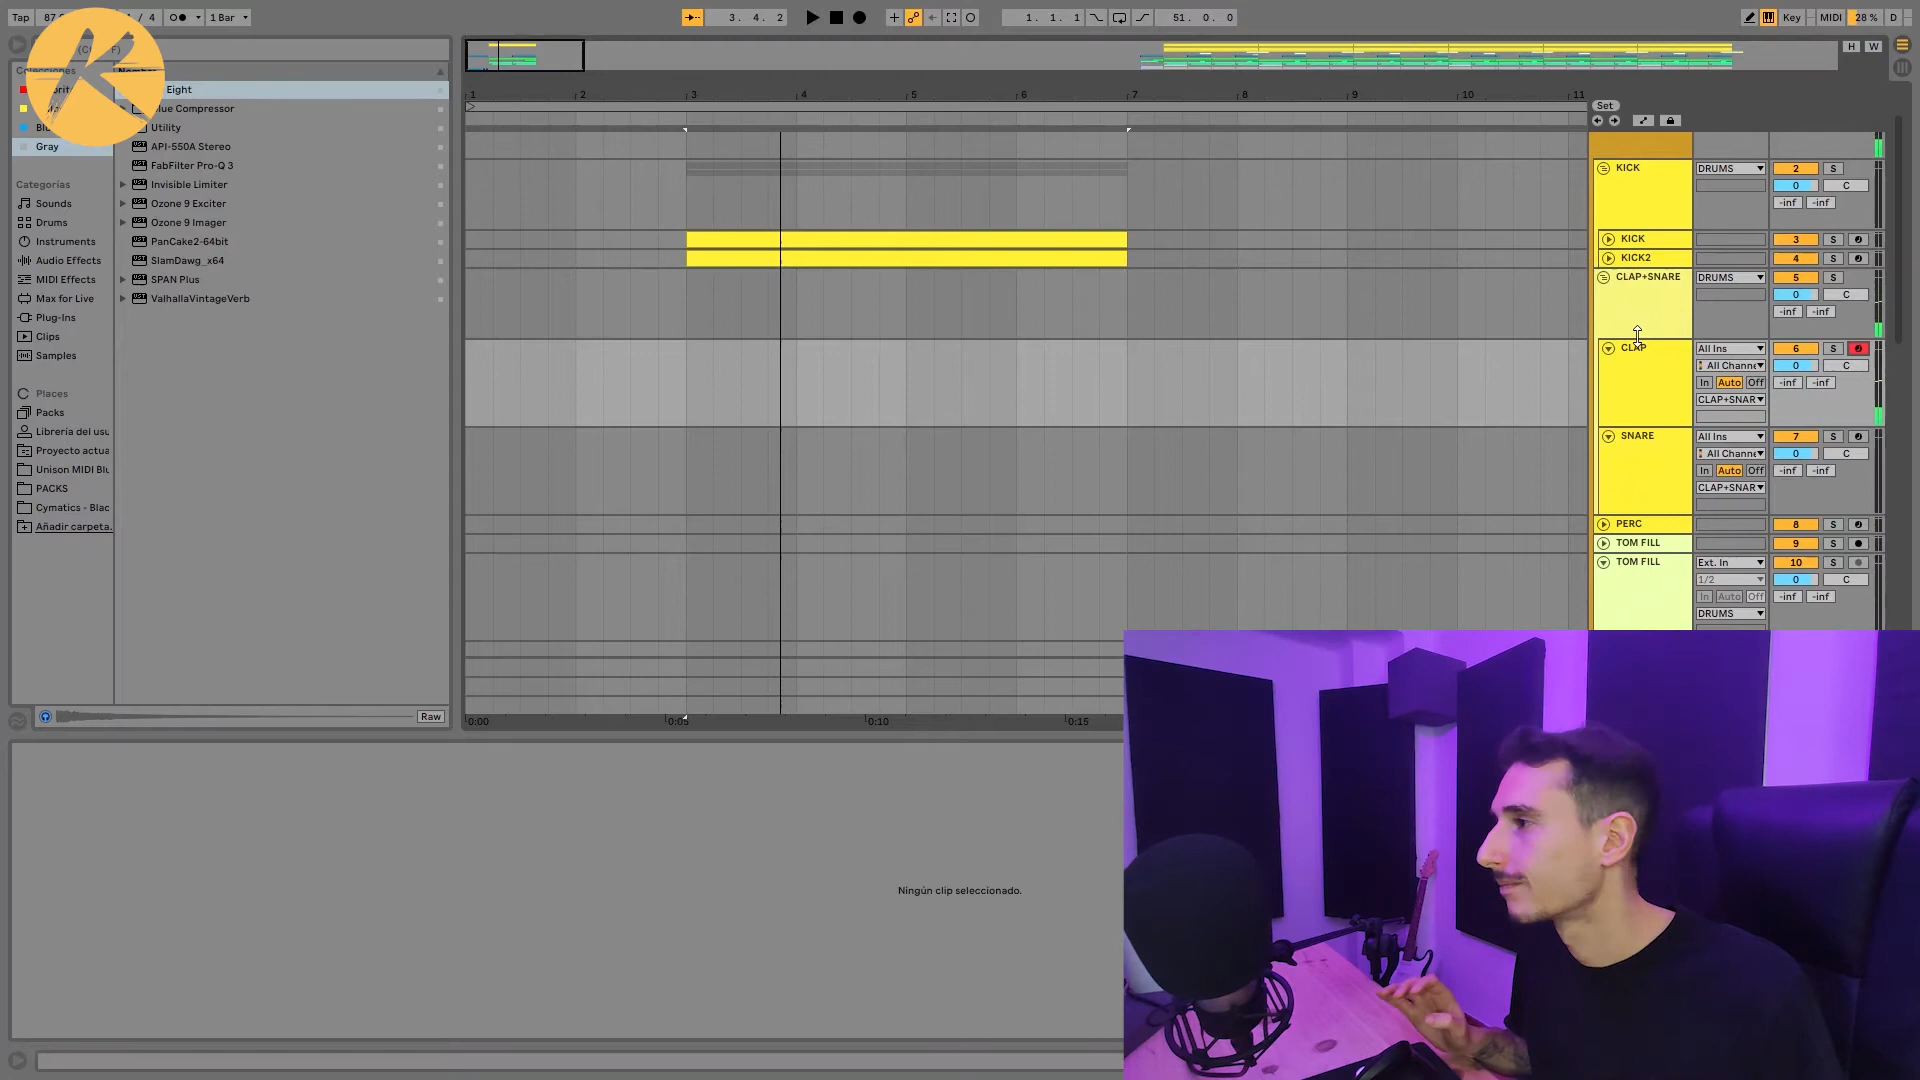 Tap 87 / 4 1 Bar 3. 4. 2 1. 1. 1 51. 0. 0 Key MIDI 28 % D
H W
1 2 3 4 5 6 7 8 9 10 11
Set
Eight
Compressor
Utility
Gray
API-550A Stereo
FabFilter Pro-Q 3
Categorías
Invisible Limiter
Sounds
Ozone 9 Exciter
Drums
Ozone 9 Imager
Instruments
PanCake2-64bit
Audio Effects
SlamDawg_x64
MIDI Effects
SPAN Plus
Max for Live
ValhallaVintageVerb
Plug-Ins
Clips
Samples
Places
Packs
Librería del usu
Proyecto actua
Unison MIDI Blu
PACKS
Cymatics - Blac
Añadir carpeta.
Raw
KICK DRUMS 2 S
0 C
-inf -inf
KICK 3 S
KICK2 4 S
CLAP+SNARE DRUMS 5 S
0 C
-inf -inf
CLAP All Ins 6 S
All Channe 0 C
In Auto Off -inf -inf
CLAP+SNAR
SNARE All Ins 7 S
All Channe 0 C
In Auto Off -inf -inf
CLAP+SNAR
PERC 8 S
TOM FILL 9 S
TOM FILL Ext. In 10 S
1/2 0 C
In Auto Off -inf -inf
DRUMS
0:00 0:05 0:10 0:15
Ningún clip seleccionado.